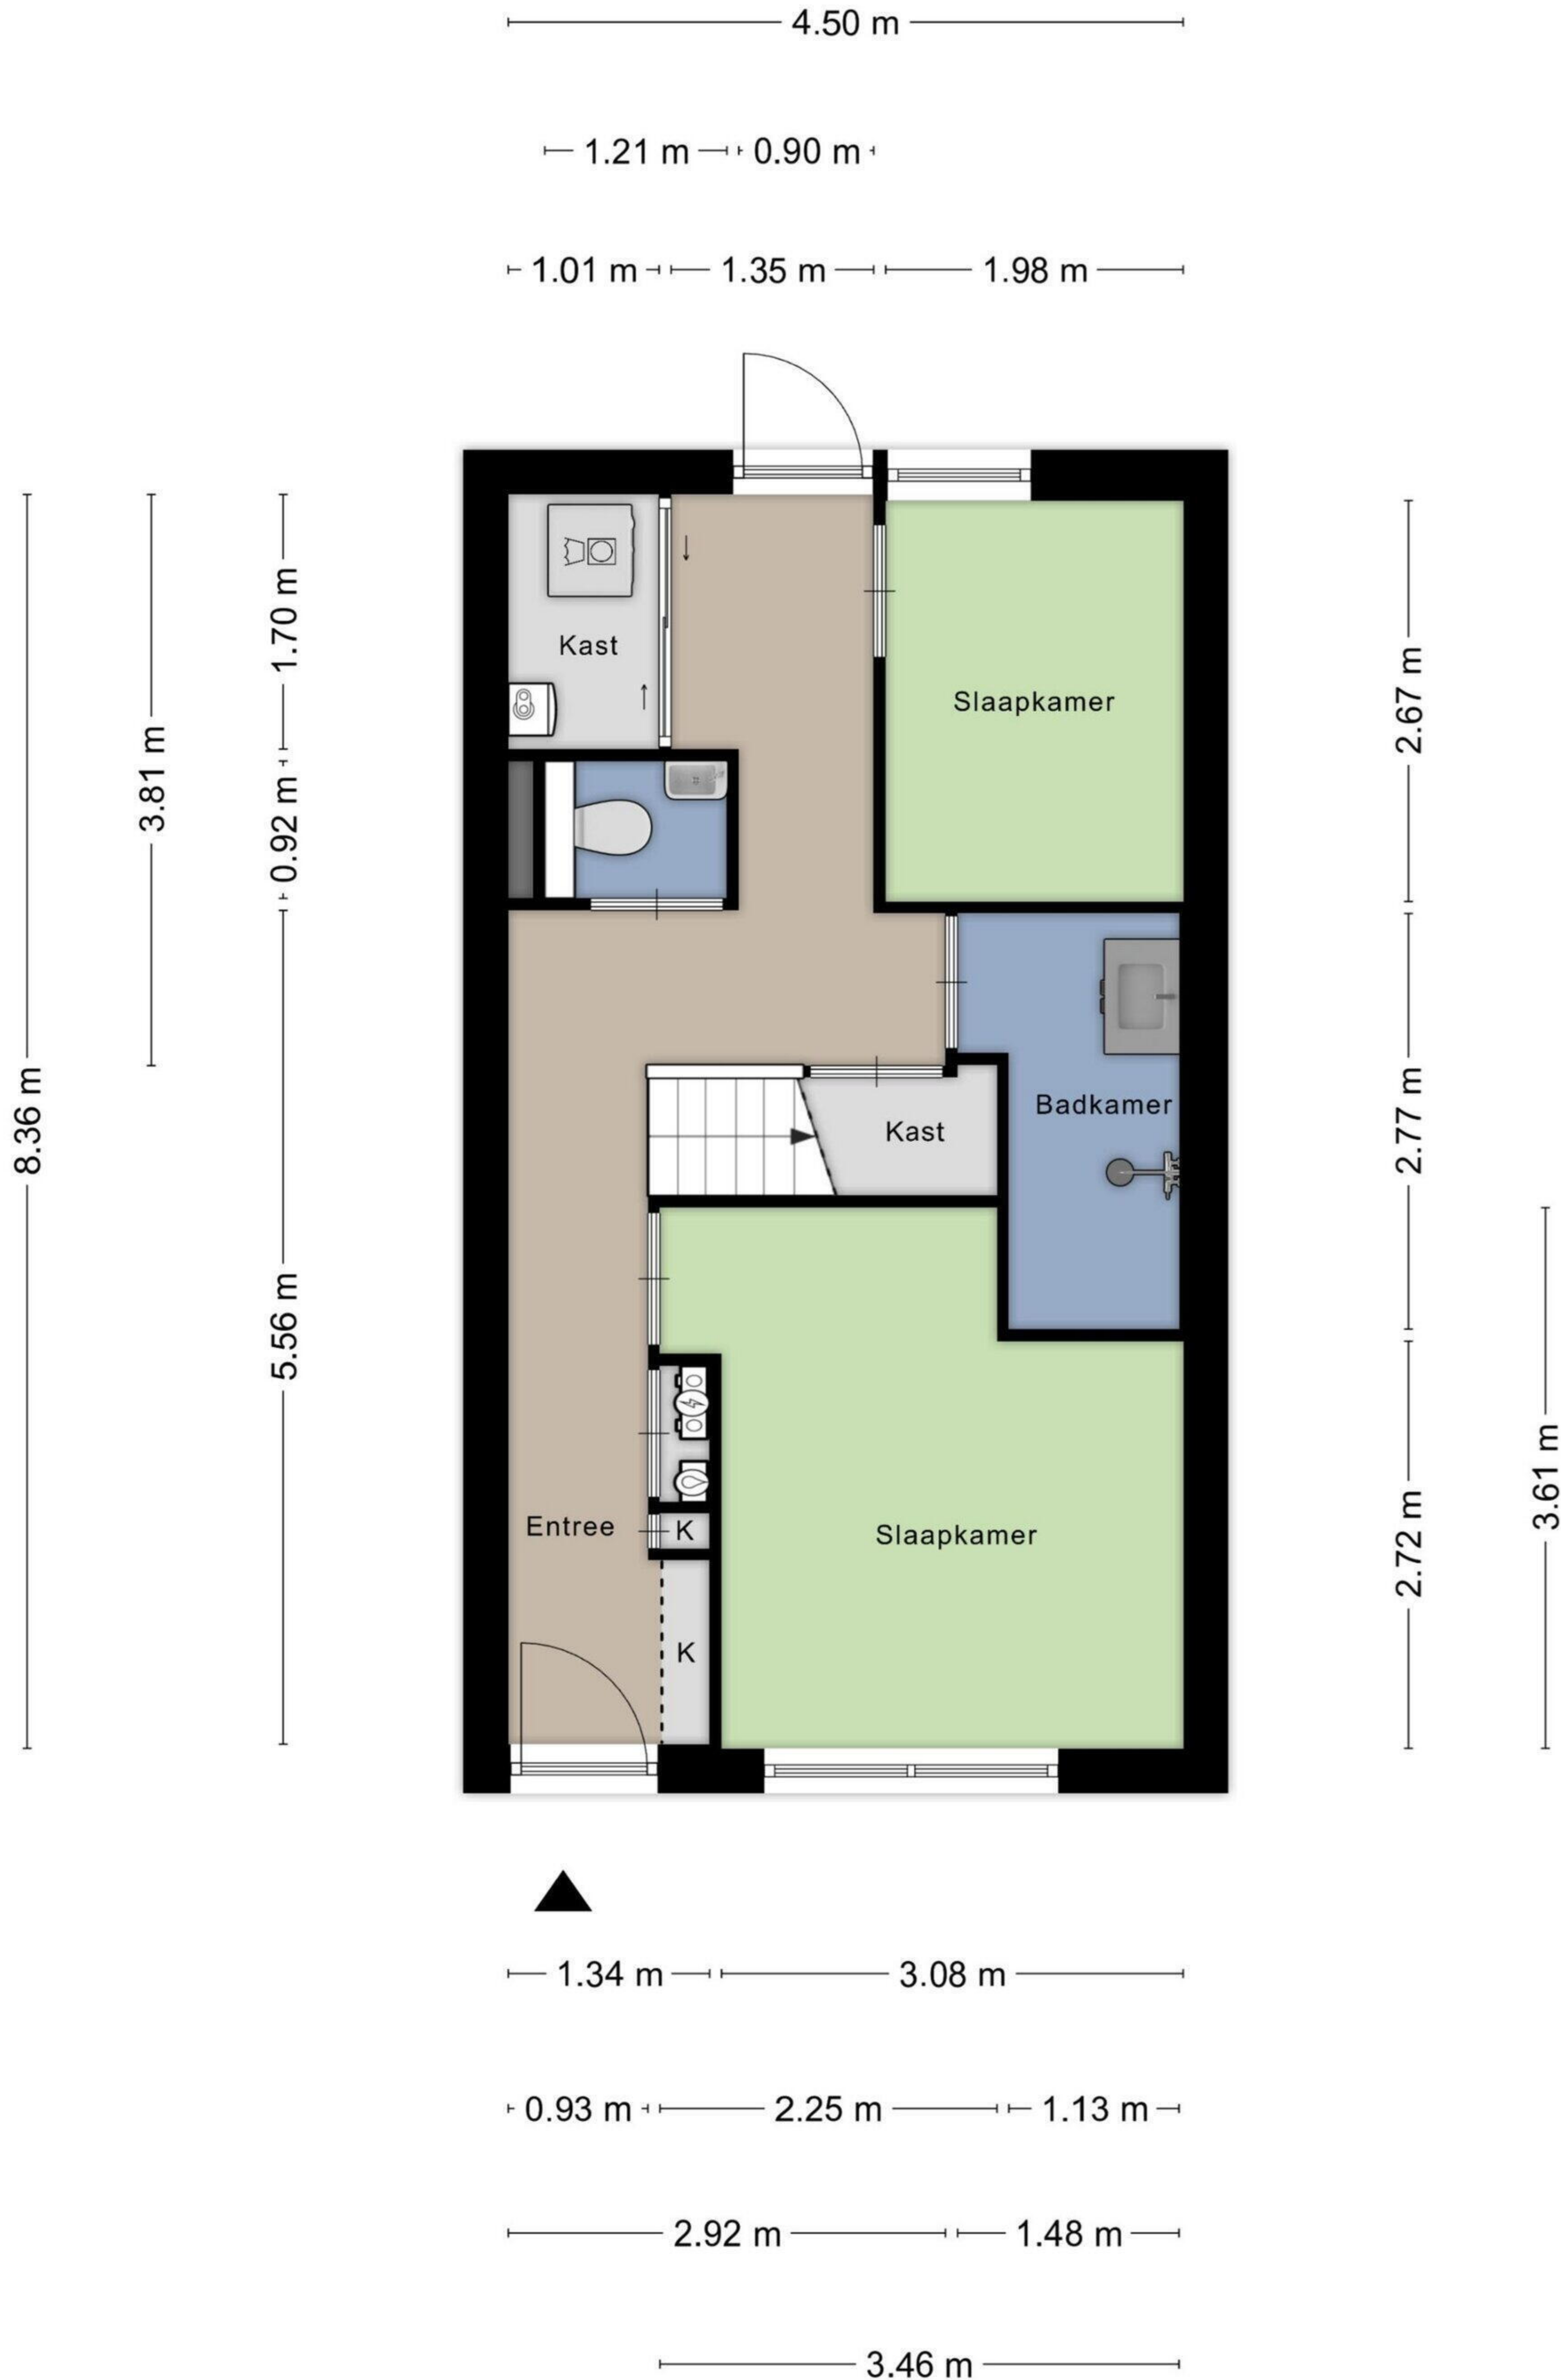 4.50 m
1.21 m 0.90 m
1.01 m 1.35 m 1.98 m
8.36 m
3.81 m
1.70 m
0.92 m
5.56 m
Kast
Slaapkamer
Badkamer
Kast
Entree
K
K
Slaapkamer
2.67 m
2.77 m
2.72 m
3.61 m
1.34 m 3.08 m
0.93 m 2.25 m 1.13 m
2.92 m 1.48 m
3.46 m